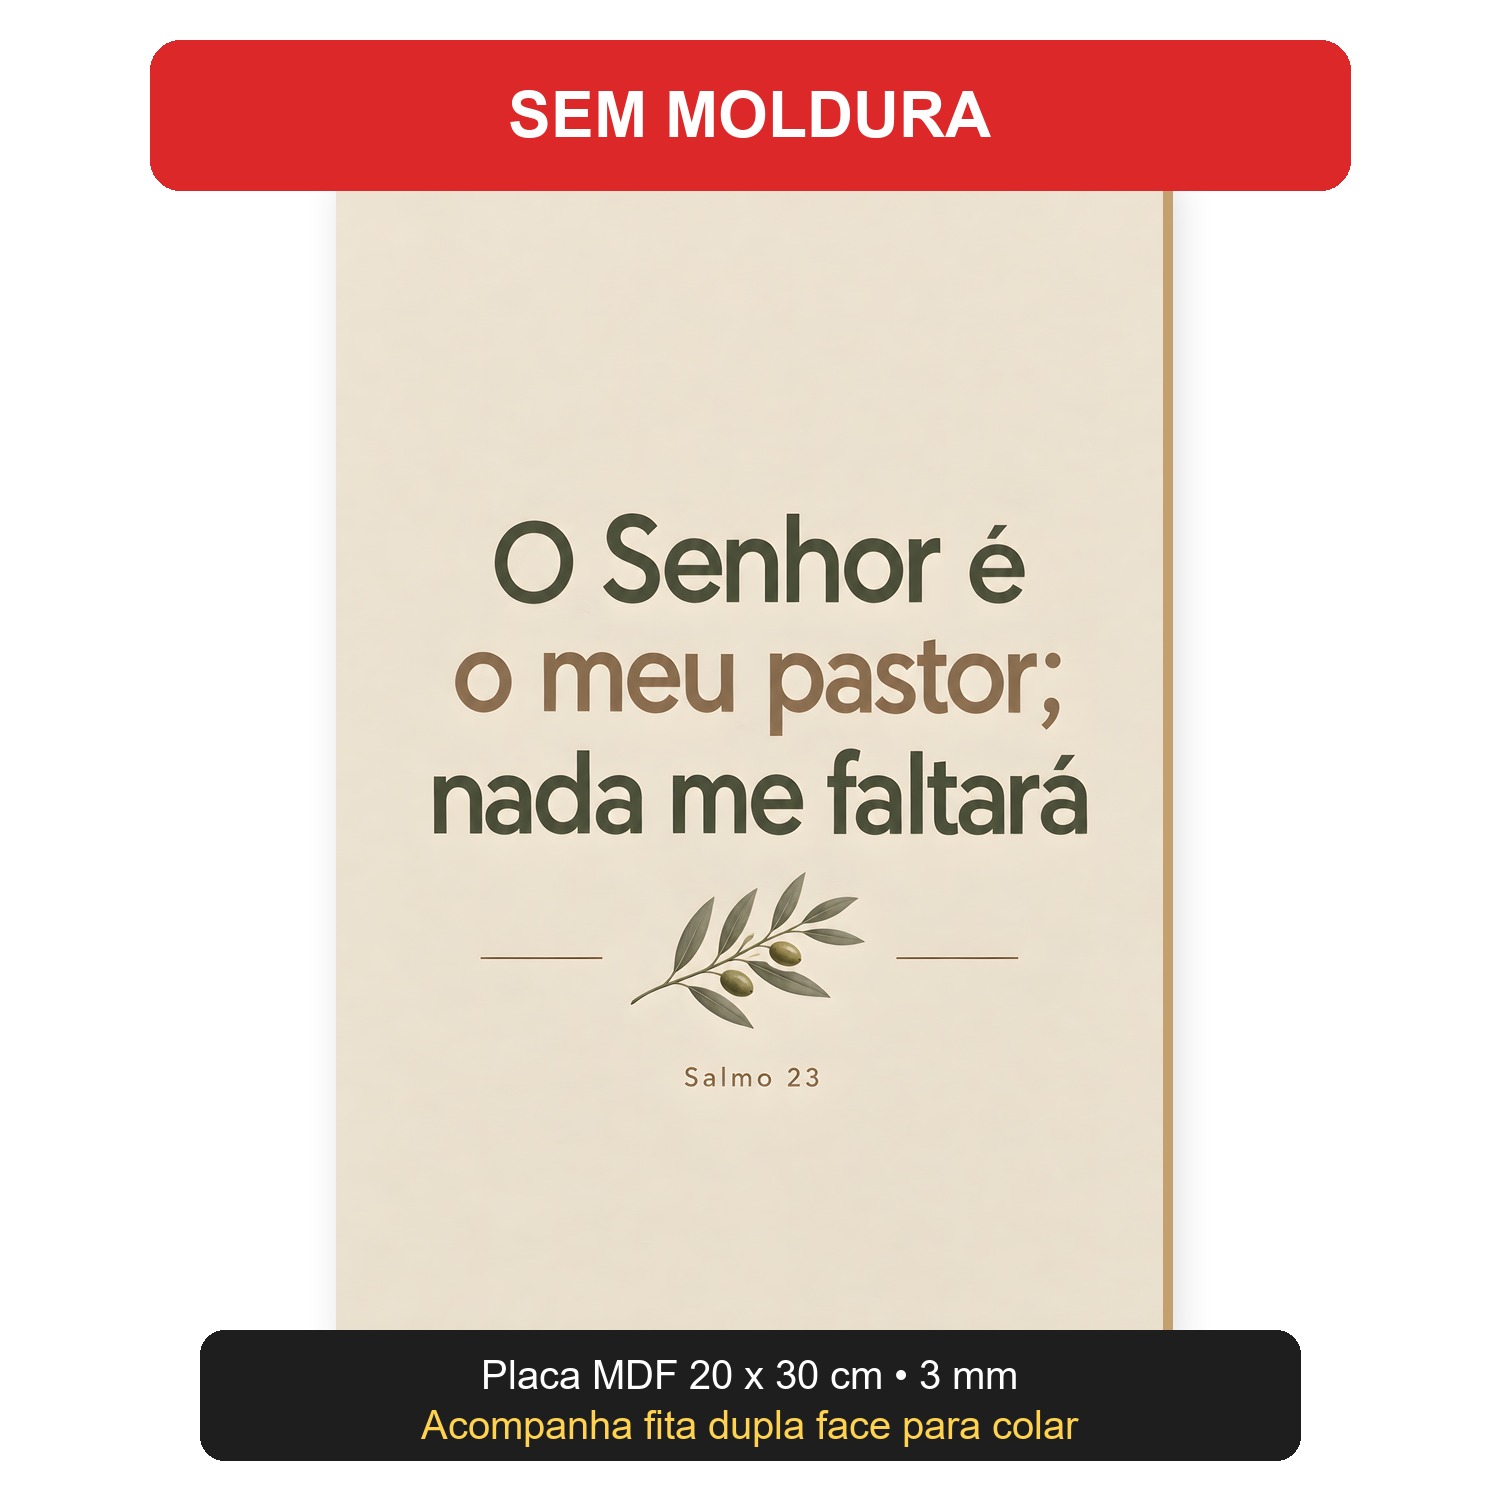 SEM MOLDURA
O Senhor é
o meu pastor;
nada me faltará
Salmo 23
Placa MDF 20 x 30 cm • 3 mm
Acompanha fita dupla face para colar